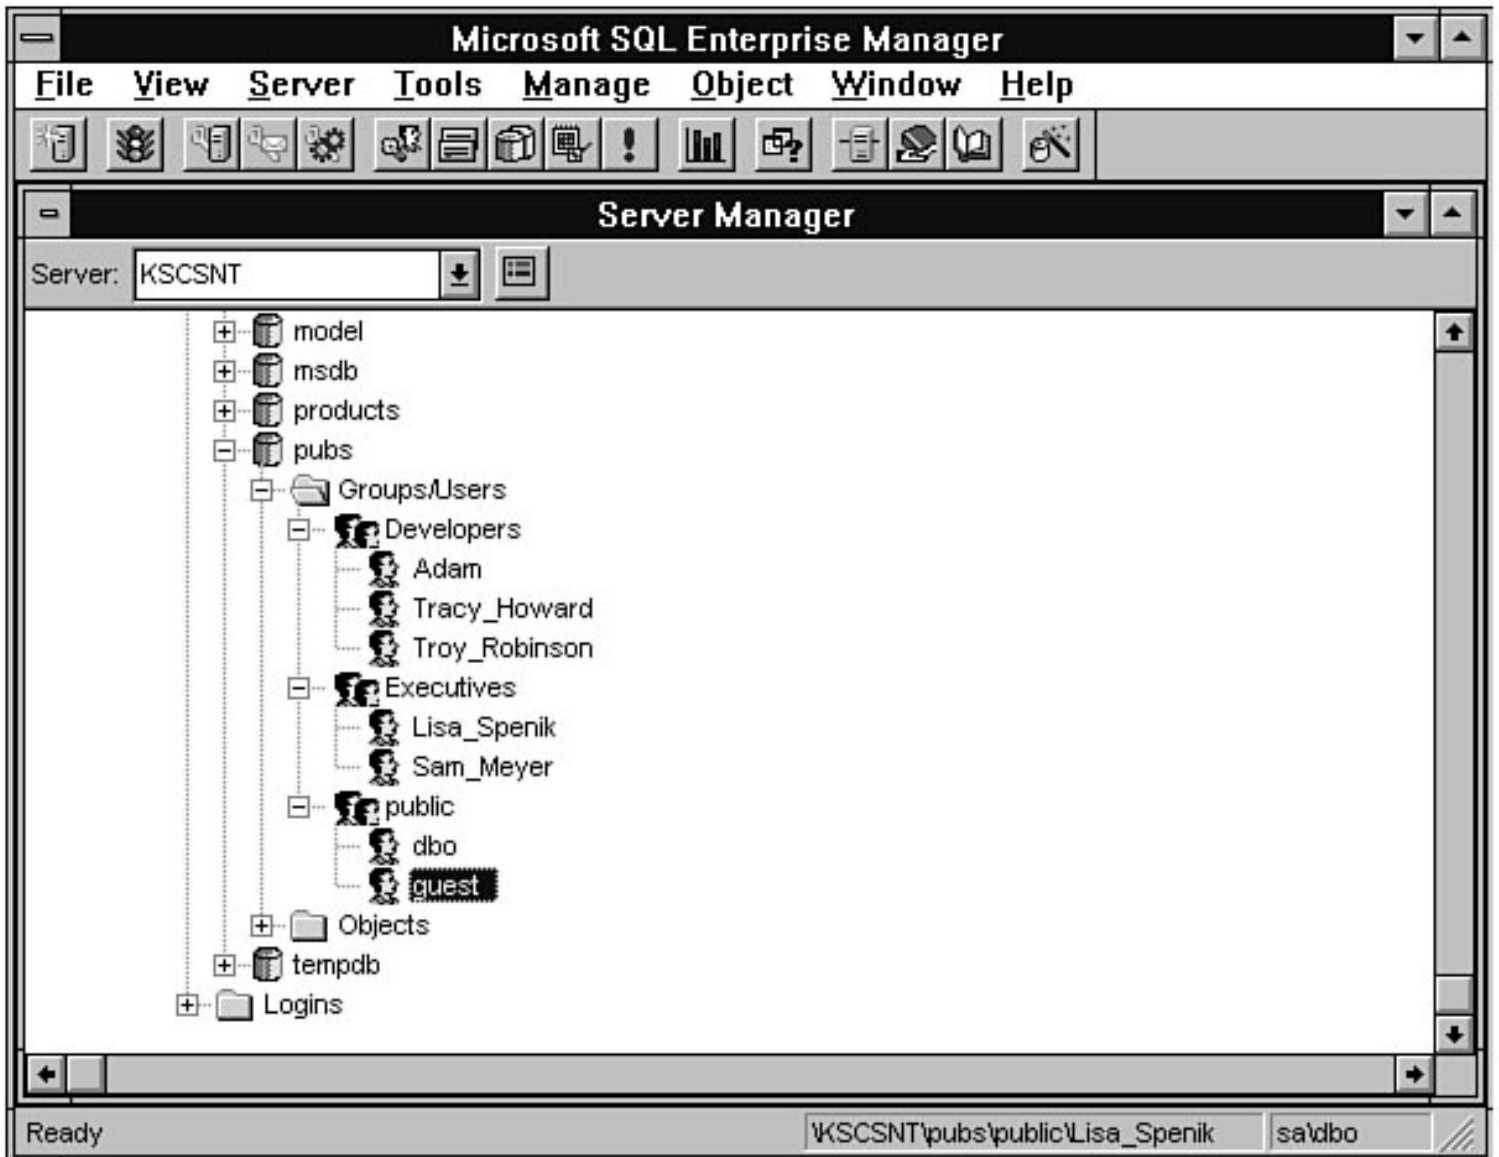 Microsoft SQL Enterprise Manager
File View Server Tools Manage Object Window Help
Server Manager
Server: KSCSNT
model
msdb
products
pubs
Groups/Users
Developers
Adam
Tracy_Howard
Troy_Robinson
Executives
Lisa_Spenik
Sam_Meyer
public
dbo
guest
Objects
tempdb
Logins
Ready \\KSCSNT\pubs\public\Lisa_Spenik sa\dbo